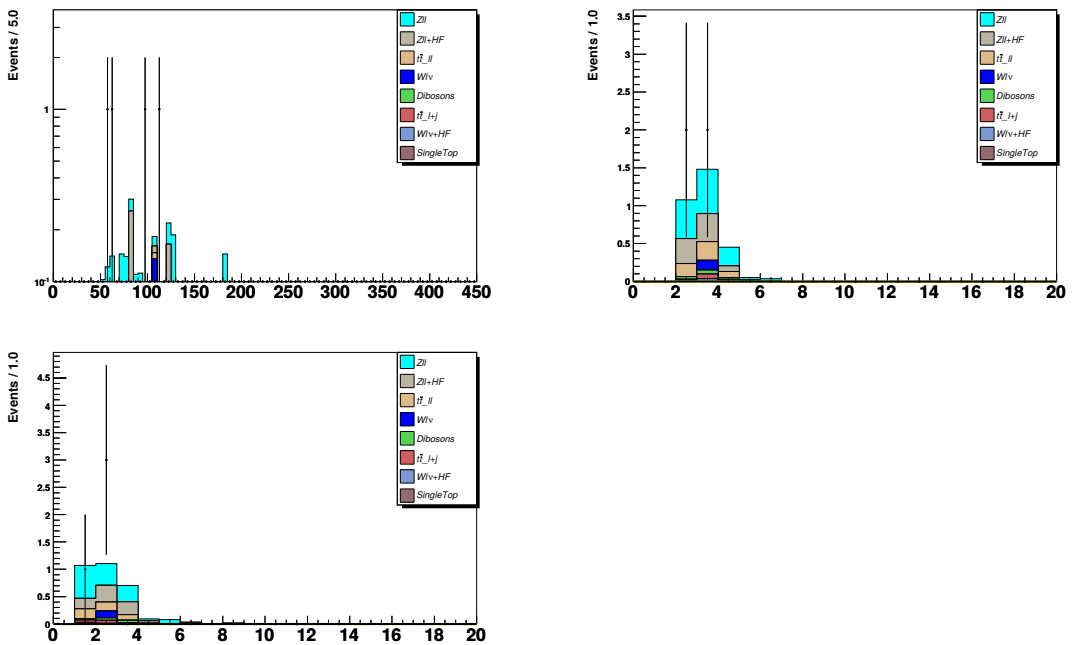 Events / 5.0
1
10⁻¹
0 50 100 150 200 250 300 350 400 450
Zll
Zll+HF
tt̄_ll
Wlν
Dibosons
tt̄_l+j
Wlν+HF
SingleTop
Events / 1.0
3.5
3
2.5
2
1.5
1
0.5
0
0 2 4 6 8 10 12 14 16 18 20
Zll
Zll+HF
tt̄_ll
Wlν
Dibosons
tt̄_l+j
Wlν+HF
SingleTop
Events / 1.0
4.5
4
3.5
3
2.5
2
1.5
1
0.5
0
0 2 4 6 8 10 12 14 16 18 20
Zll
Zll+HF
tt̄_ll
Wlν
Dibosons
tt̄_l+j
Wlν+HF
SingleTop